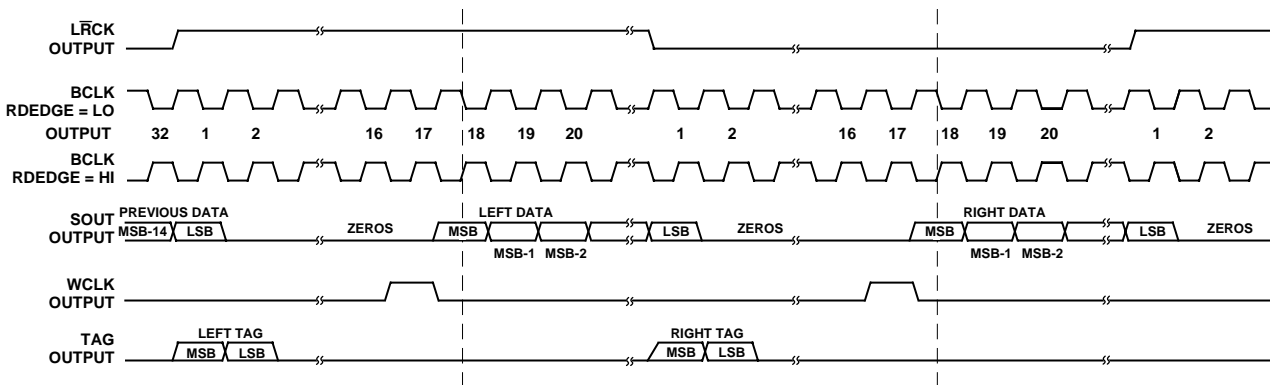 LRCK
OUTPUT
BCLK
RDEDGE = LO
OUTPUT 32 1 2 16 17 18 19 20 1 2 16 17 18 19 20 1 2
BCLK
RDEDGE = HI
PREVIOUS DATA LEFT DATA RIGHT DATA
SOUT
OUTPUT MSB-14 LSB ZEROS MSB LSB ZEROS MSB LSB ZEROS
MSB-1 MSB-2 MSB-1 MSB-2
WCLK
OUTPUT
LEFT TAG RIGHT TAG
TAG
OUTPUT MSB LSB MSB LSB